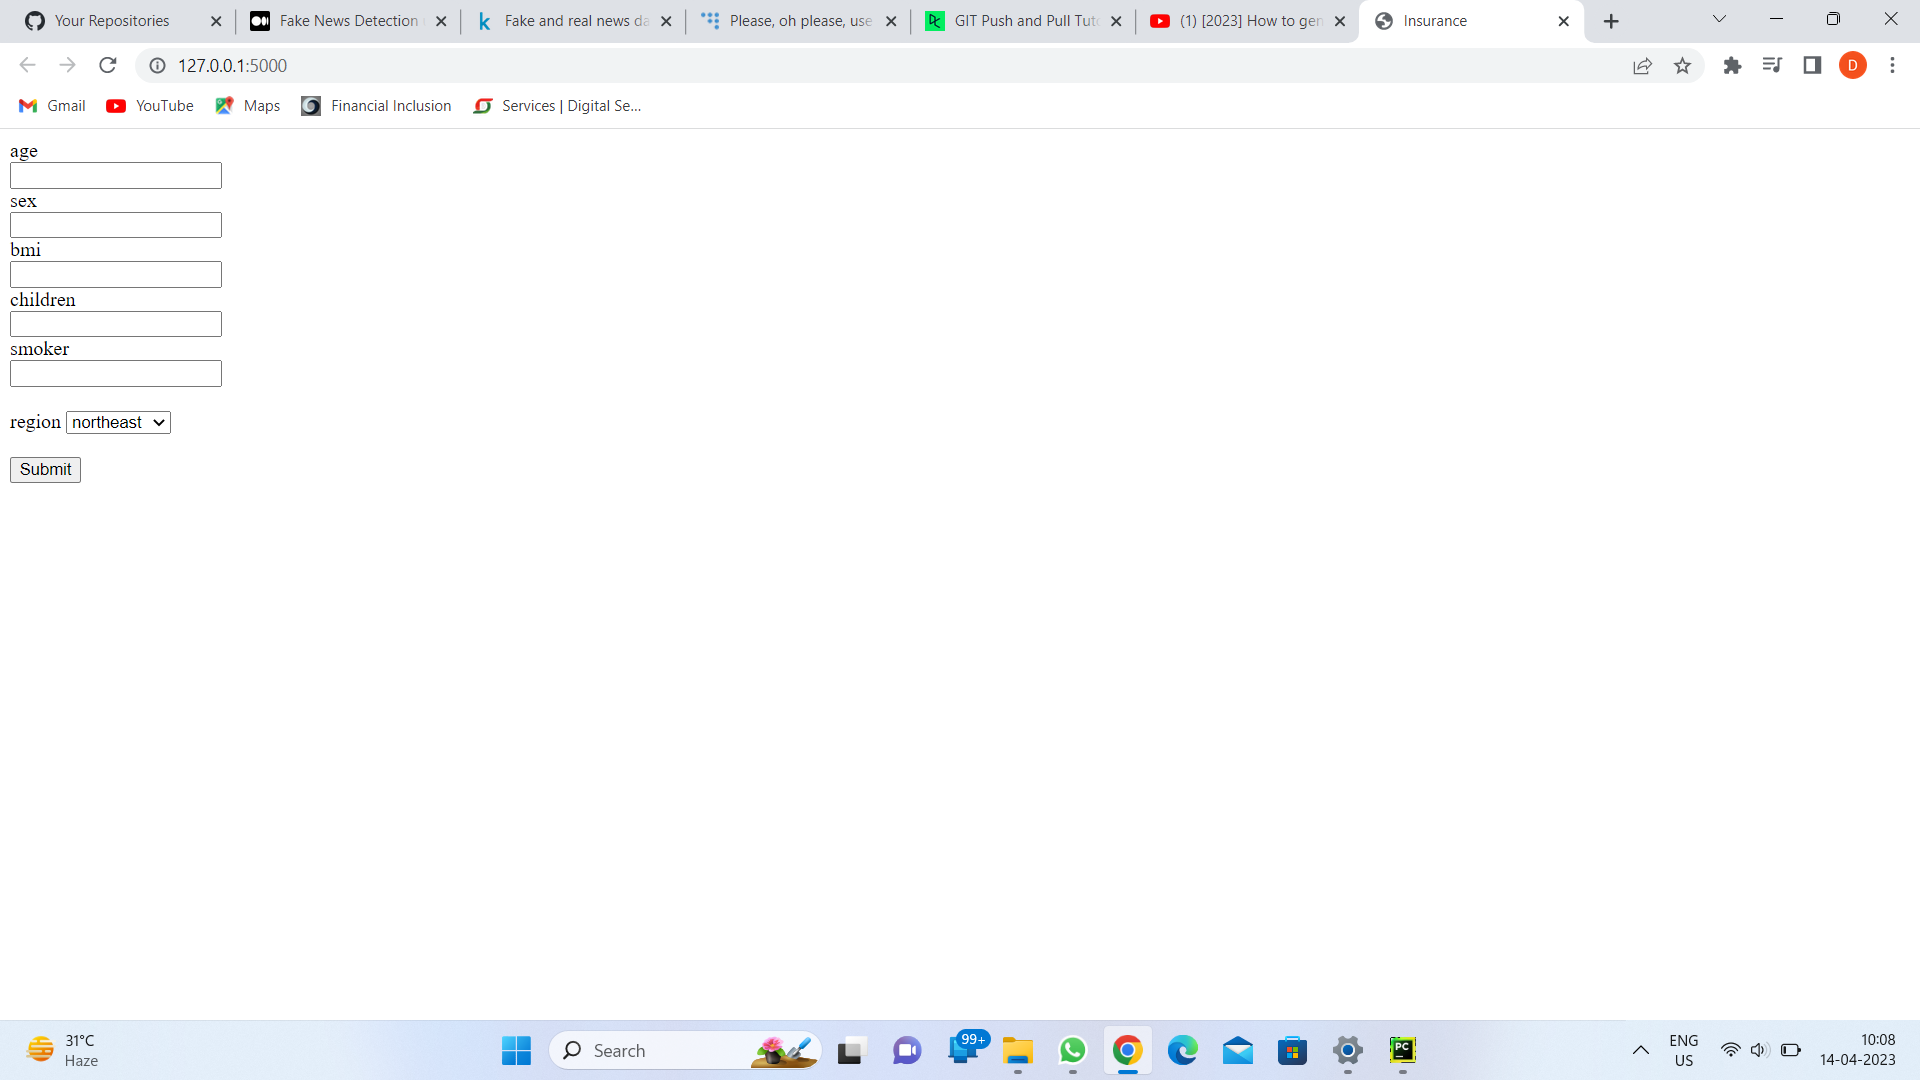 Your Repositories
Fake News Detection
Fake and real news da
Please, oh please, use
GIT Push and Pull Tuto
(1) [2023] How to gen
Insurance
127.0.0.1:5000
D
Gmail
YouTube
Maps
Financial Inclusion
Services | Digital Se...
age
sex
bmi
children
smoker
region northeast
Submit
31°C
Haze
Search
99+
PC
ENG
US
10:08
14-04-2023